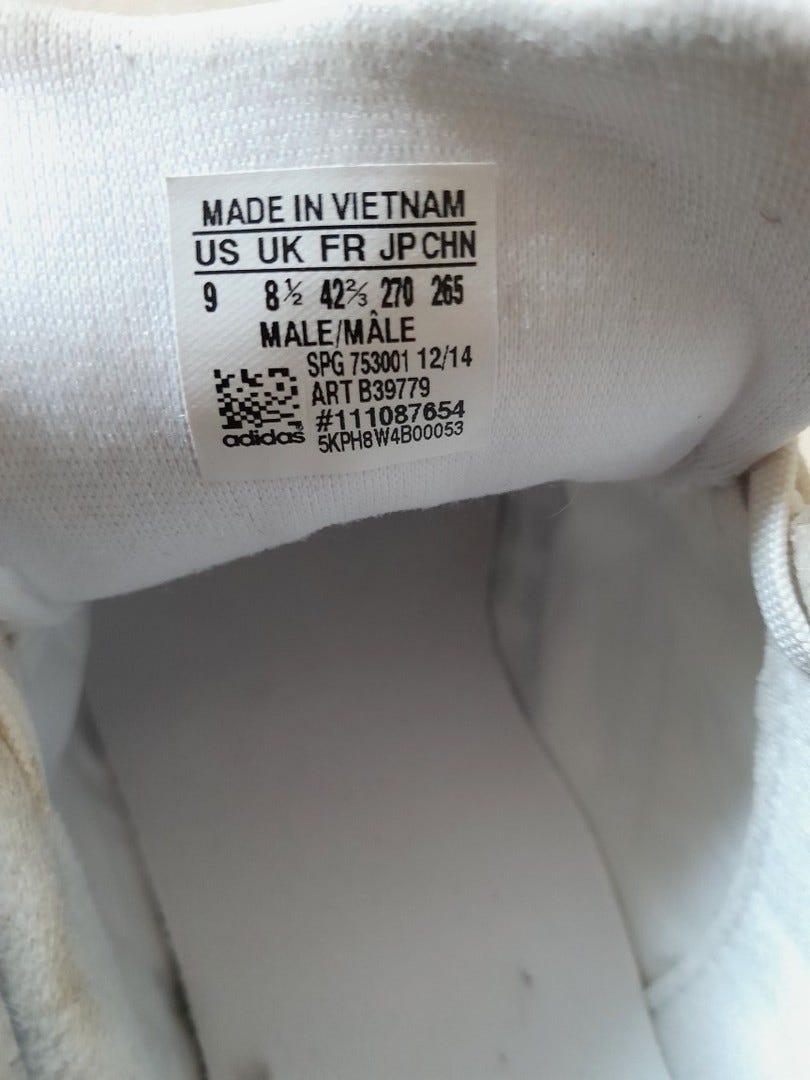 MADE IN VIETNAM
US UK FR JP CHN
9 8½ 42⅔ 270 265
MALE/MÂLE
SPG 753001 12/14
ART B39779
#111087654
adidas 5KPH8W4B00053